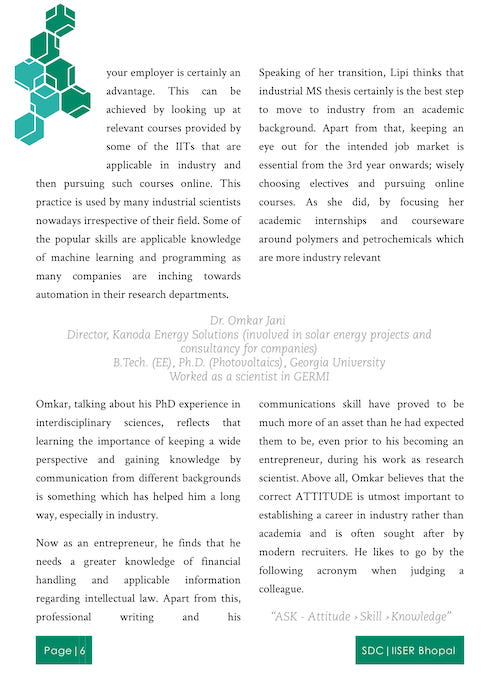 your employer is certainly an
advantage. This can be
achieved by looking up at
relevant courses provided by
some of the IITs that are
applicable in industry and
then pursuing such courses online. This
practice is used by many industrial scientists
nowadays irrespective of their field. Some of
the popular skills are applicable knowledge
of machine learning and programming as
many companies are inching towards
automation in their research departments.
Speaking of her transition, Lipi thinks that
industrial MS thesis certainly is the best step
to move to industry from an academic
background. Apart from that, keeping an
eye out for the intended job market is
essential from the 3rd year onwards; wisely
choosing electives and pursuing online
courses. As she did, by focusing her
academic internships and courseware
around polymers and petrochemicals which
are more industry relevant
Dr. Omkar Jani
Director, Kanoda Energy Solutions (involved in solar energy projects and
consultancy for companies)
B.Tech. (EE), Ph.D. (Photovoltaics), Georgia University
Worked as a scientist in GERMI
Omkar, talking about his PhD experience in
interdisciplinary sciences, reflects that
learning the importance of keeping a wide
perspective and gaining knowledge by
communication from different backgrounds
is something which has helped him a long
way, especially in industry.
Now as an entrepreneur, he finds that he
needs a greater knowledge of financial
handling and applicable information
regarding intellectual law. Apart from this,
professional writing and his
communications skill have proved to be
much more of an asset than he had expected
them to be, even prior to his becoming an
entrepreneur, during his work as research
scientist. Above all, Omkar believes that the
correct ATTITUDE is utmost important to
establishing a career in industry rather than
academia and is often sought after by
modern recruiters. He likes to go by the
following acronym when judging a
colleague.
"ASK - Attitude > Skill > Knowledge"
Page|6
SDC|IISER Bhopal